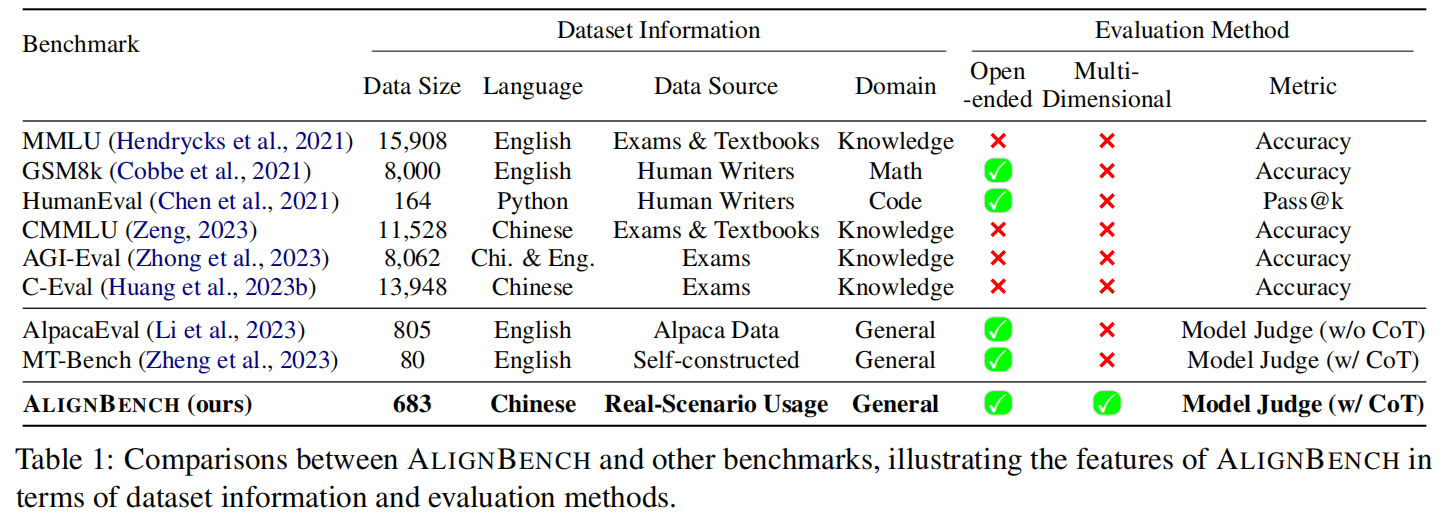 Benchmark Dataset Information Evaluation Method
Data Size Language Data Source Domain Open-ended Multi-Dimensional Metric
MMLU (Hendrycks et al., 2021) 15,908 English Exams & Textbooks Knowledge ✕ ✕ Accuracy
GSM8k (Cobbe et al., 2021) 8,000 English Human Writers Math ✓ ✕ Accuracy
HumanEval (Chen et al., 2021) 164 Python Human Writers Code ✓ ✕ Pass@k
CMMLU (Zeng, 2023) 11,528 Chinese Exams & Textbooks Knowledge ✕ ✕ Accuracy
AGI-Eval (Zhong et al., 2023) 8,062 Chi. & Eng. Exams Knowledge ✕ ✕ Accuracy
C-Eval (Huang et al., 2023b) 13,948 Chinese Exams Knowledge ✕ ✕ Accuracy
AlpacaEval (Li et al., 2023) 805 English Alpaca Data General ✓ ✕ Model Judge (w/o CoT)
MT-Bench (Zheng et al., 2023) 80 English Self-constructed General ✓ ✕ Model Judge (w/ CoT)
ALIGNBENCH (ours) 683 Chinese Real-Scenario Usage General ✓ ✓ Model Judge (w/ CoT)
Table 1: Comparisons between ALIGNBENCH and other benchmarks, illustrating the features of ALIGNBENCH in
terms of dataset information and evaluation methods.